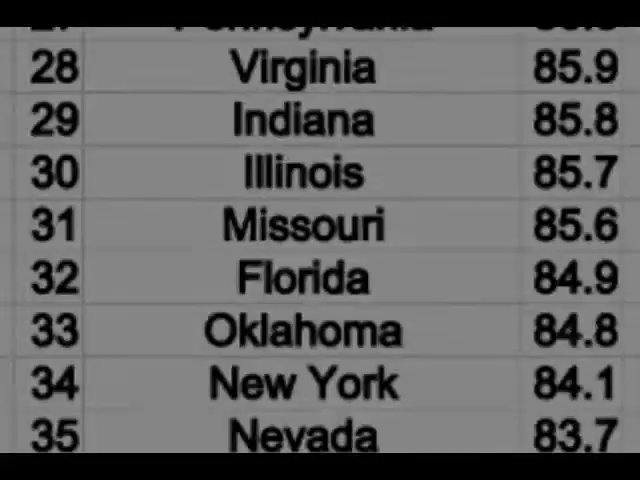 28 Virginia 85.9
29 Indiana 85.8
30 Illinois 85.7
31 Missouri 85.6
32 Florida 84.9
33 Oklahoma 84.8
34 New York 84.1
35 Nevada 83.7